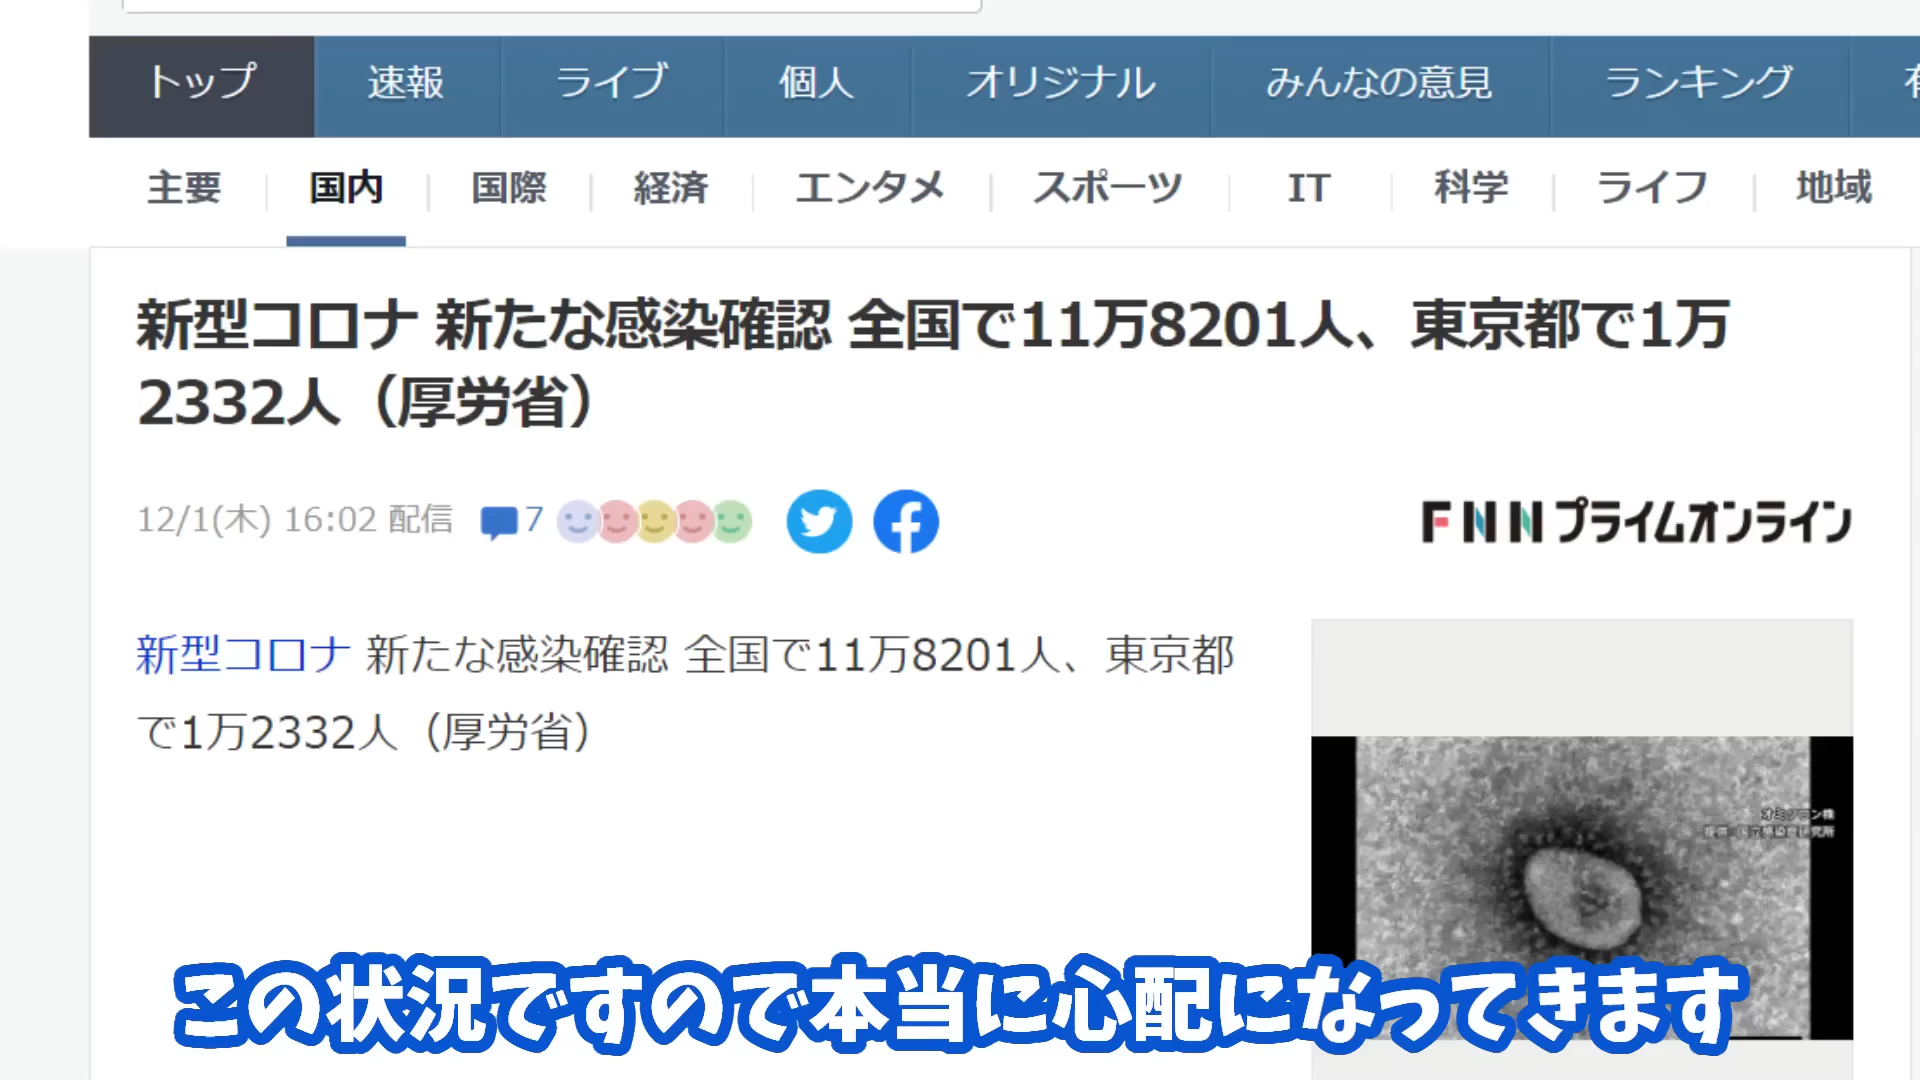 トップ 速報 ライブ 個人 オリジナル みんなの意見 ランキング
主要 国内 国際 経済 エンタメ スポーツ IT 科学 ライフ 地域
新型コロナ 新たな感染確認 全国で11万8201人、東京都で1万
2332人（厚労省）
12/1(木) 16:02 配信 7
FNNプライムオンライン
新型コロナ 新たな感染確認 全国で11万8201人、東京都
で1万2332人（厚労省）
オミクロン株
この状況ですので本当に心配になってきます